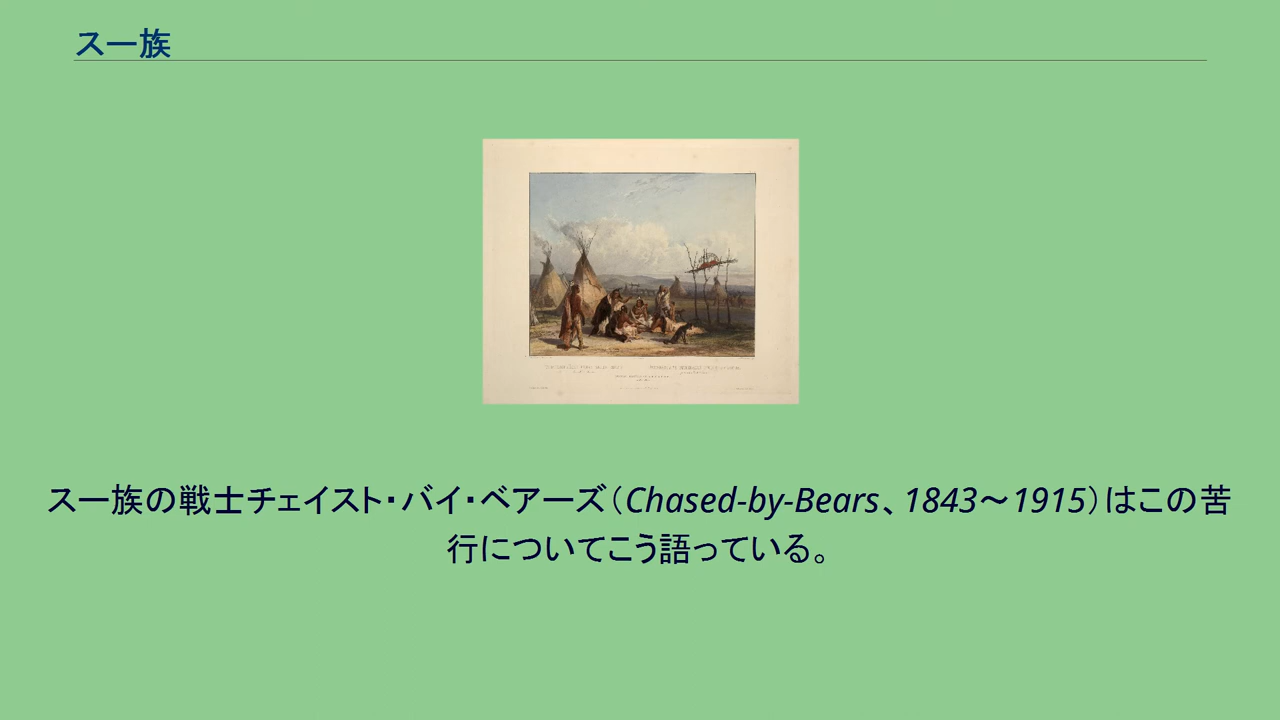 スー族
スー族の戦士チェイスト・バイ・ベアーズ（Chased-by-Bears、1843〜1915）はこの苦
行についてこう語っている。